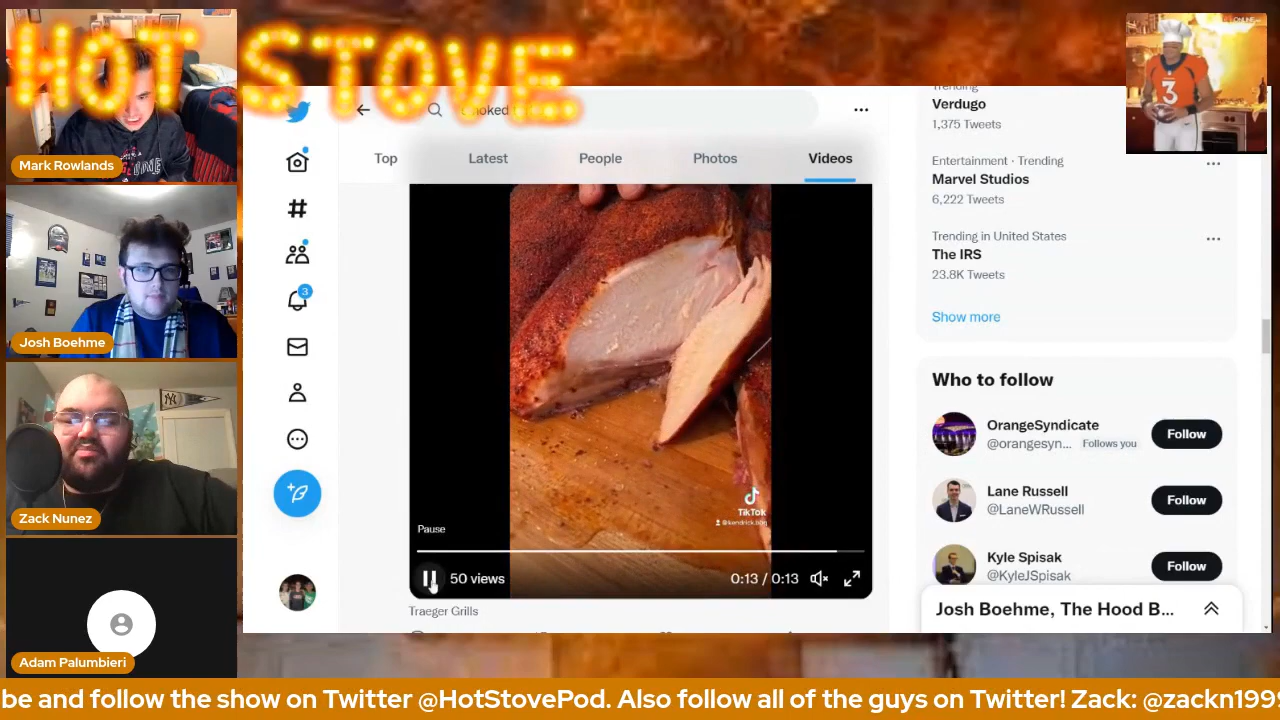 HOT STOVE
Mark Rowlands
Josh Boehme
Zack Nunez
Adam Palumbieri
Top
Latest
People
Photos
Videos
3
Pause
50 views
0:13 / 0:13
TikTok
Traeger Grills
Trending
Verdugo
1,375 Tweets
Entertainment · Trending
Marvel Studios
6,222 Tweets
Trending in United States
The IRS
23.8K Tweets
Show more
Who to follow
OrangeSyndicate
@orangesyn... Follows you
Follow
Lane Russell
@LaneWRussell
Follow
Kyle Spisak
@KyleJSpisak
Follow
Josh Boehme, The Hood B...
3
be and follow the show on Twitter @HotStovePod. Also follow all of the guys on Twitter! Zack: @zackn1999